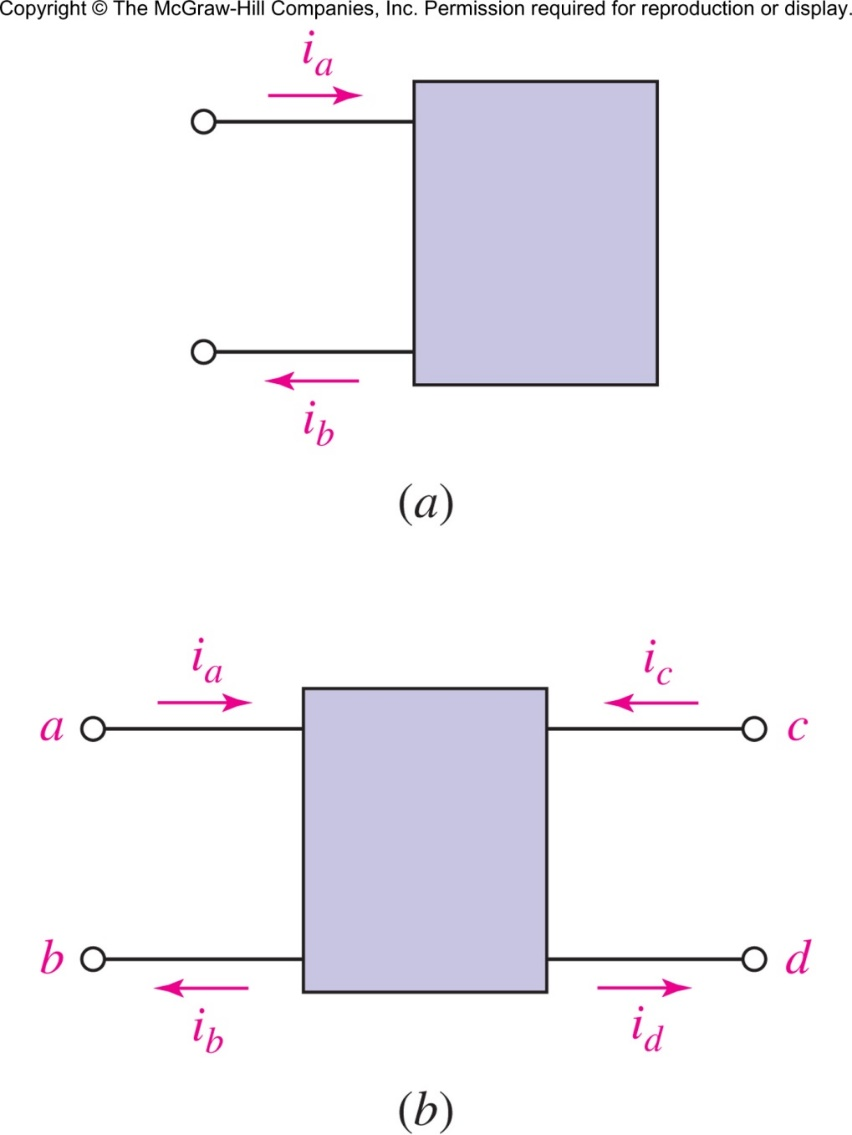 Copyright © The McGraw-Hill Companies, Inc. Permission required for reproduction or display.
i_a
i_b
(a)
i_a
i_c
a
c
b
d
i_b
i_d
(b)